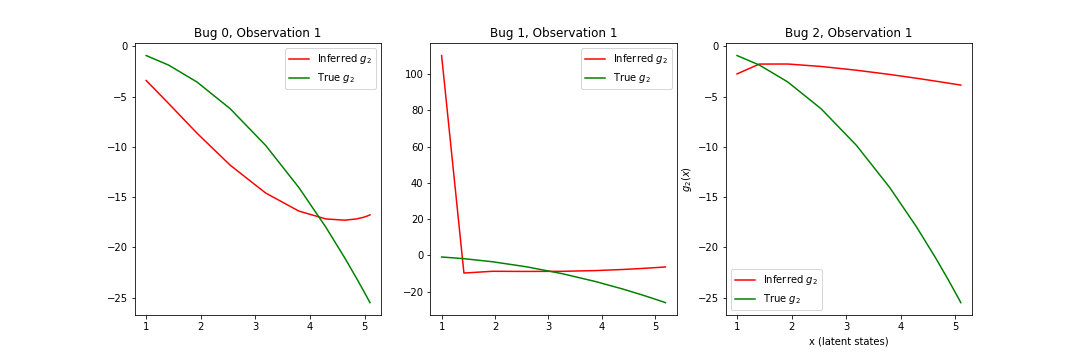 Bug 0, Observation 1
Inferred g₂
True g₂
0
−5
−10
−15
−20
−25
1 2 3 4 5
Bug 1, Observation 1
Inferred g₂
True g₂
100
80
60
40
20
0
−20
1 2 3 4 5
Bug 2, Observation 1
g₂(x)
0
−5
−10
−15
−20
−25
Inferred g₂
True g₂
1 2 3 4 5
x (latent states)